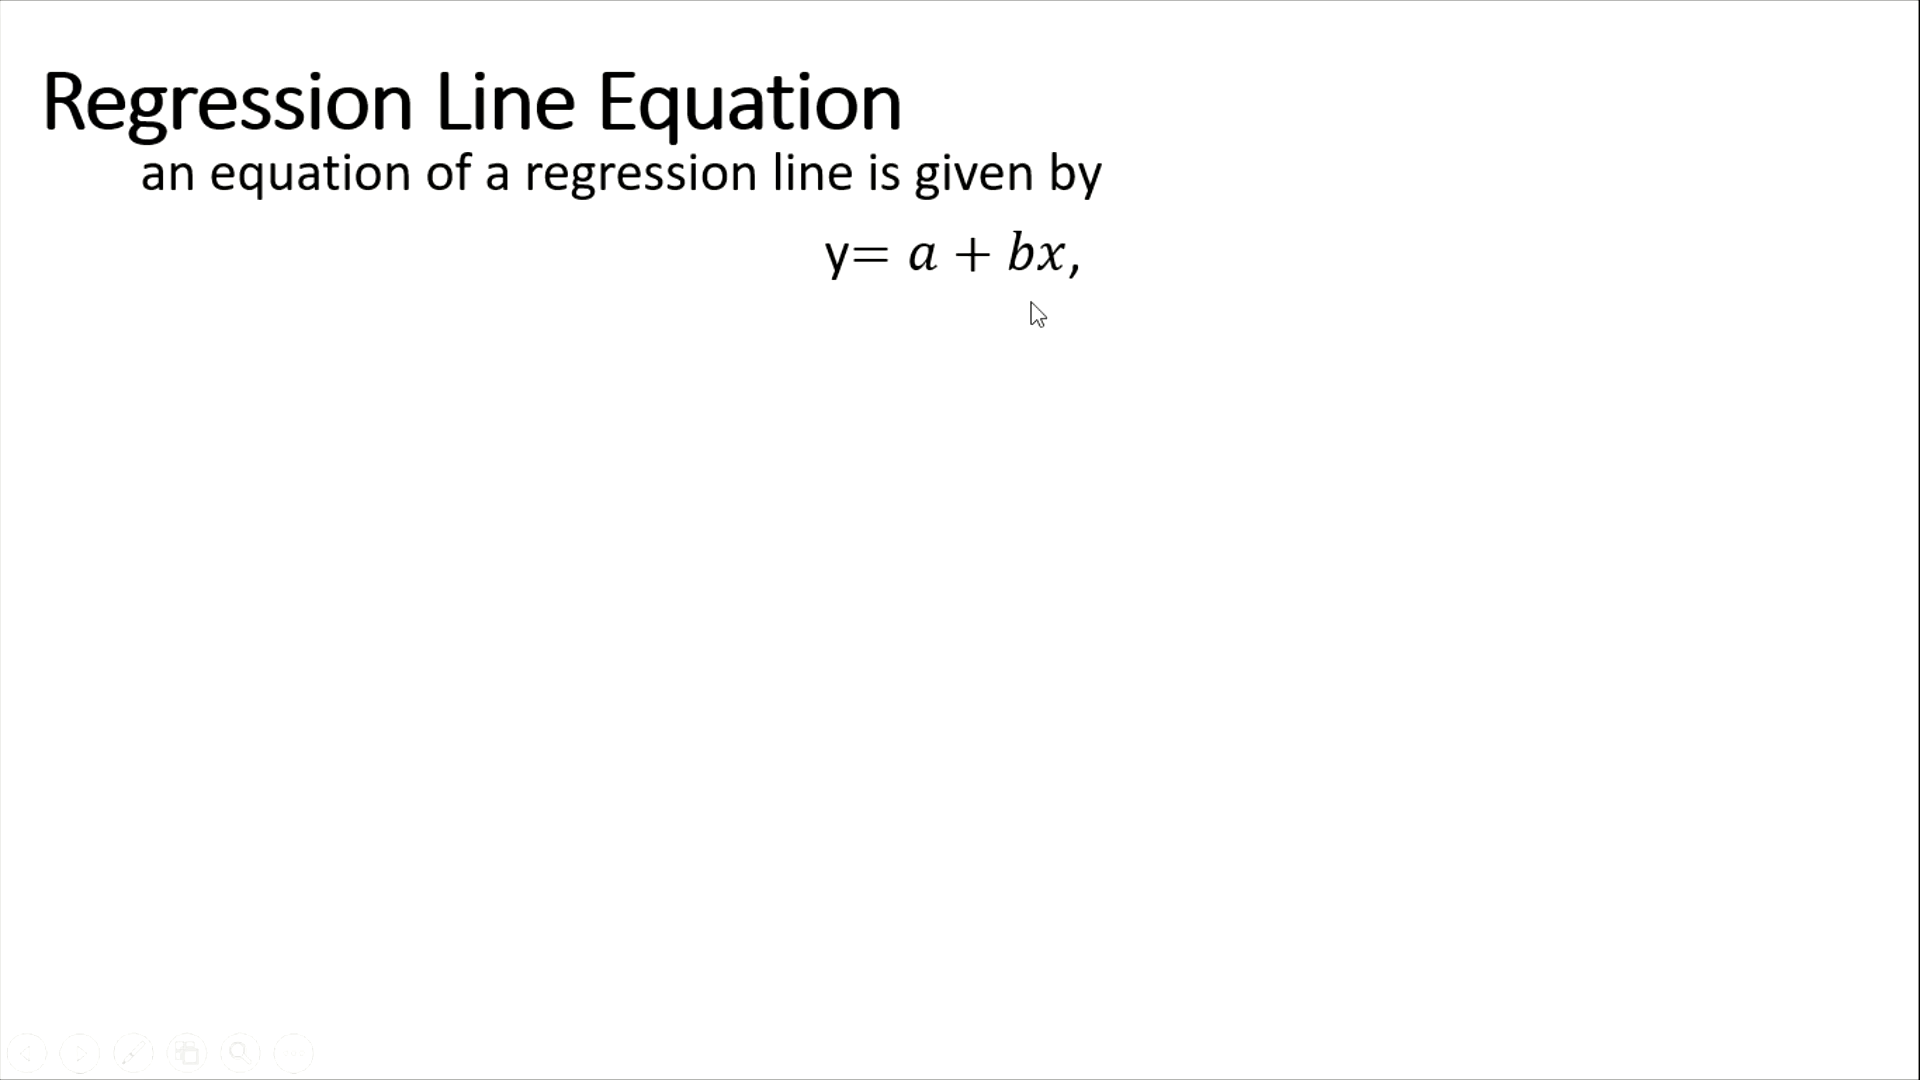 Regression Line Equation
an equation of a regression line is given by
y= a + bx,